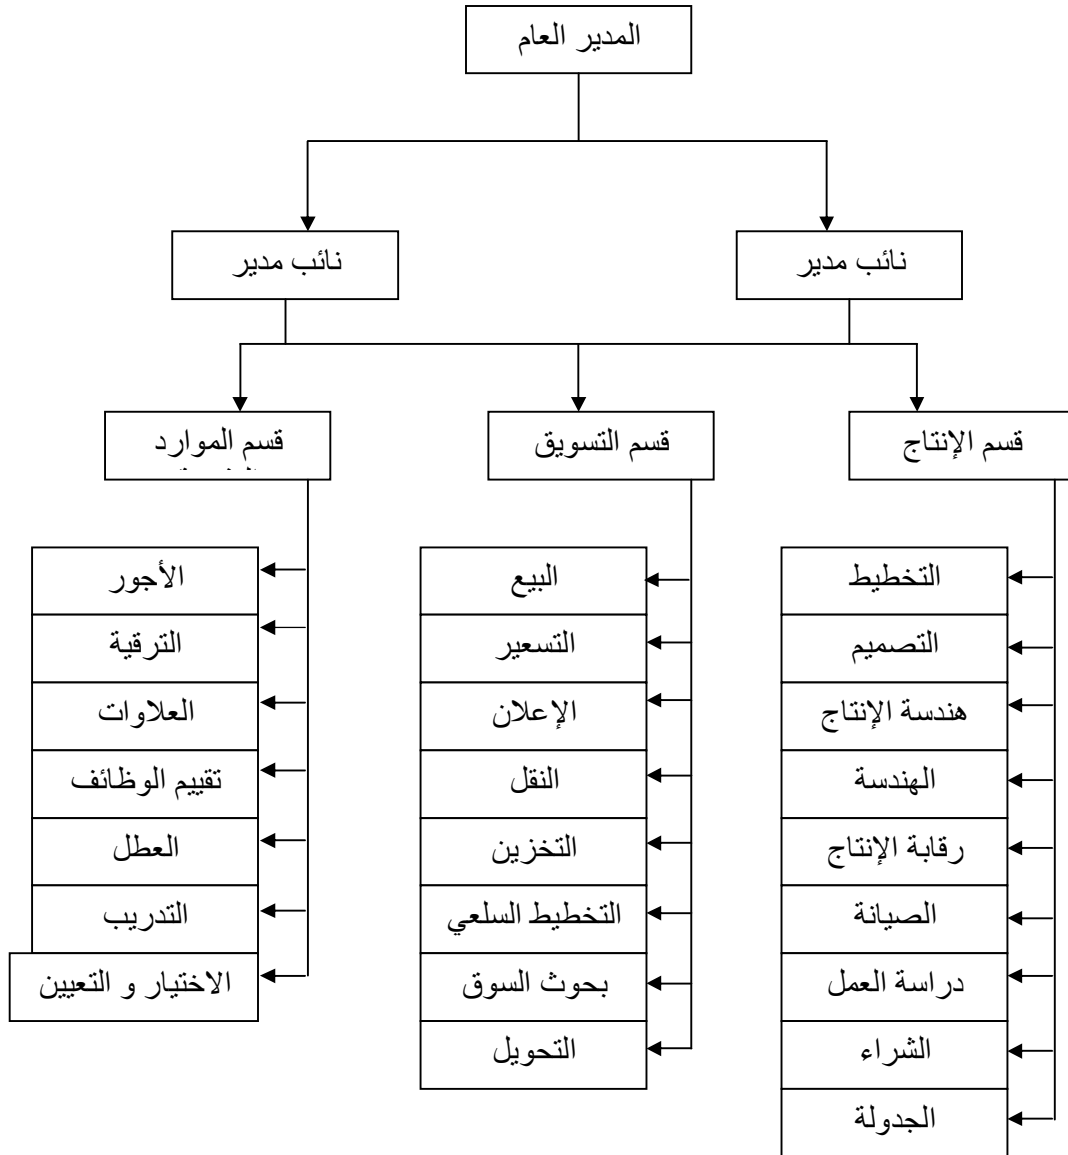 المدير العام
نائب مدير
نائب مدير
قسم الإنتاج
قسم التسويق
قسم الموارد
التخطيط
التصميم
هندسة الإنتاج
الهندسة
رقابة الإنتاج
الصيانة
دراسة العمل
الشراء
الجدولة
البيع
التسعير
الإعلان
النقل
التخزين
التخطيط السلعي
بحوث السوق
التحويل
الأجور
الترقية
العلاوات
تقييم الوظائف
العطل
التدريب
الاختيار و التعيين